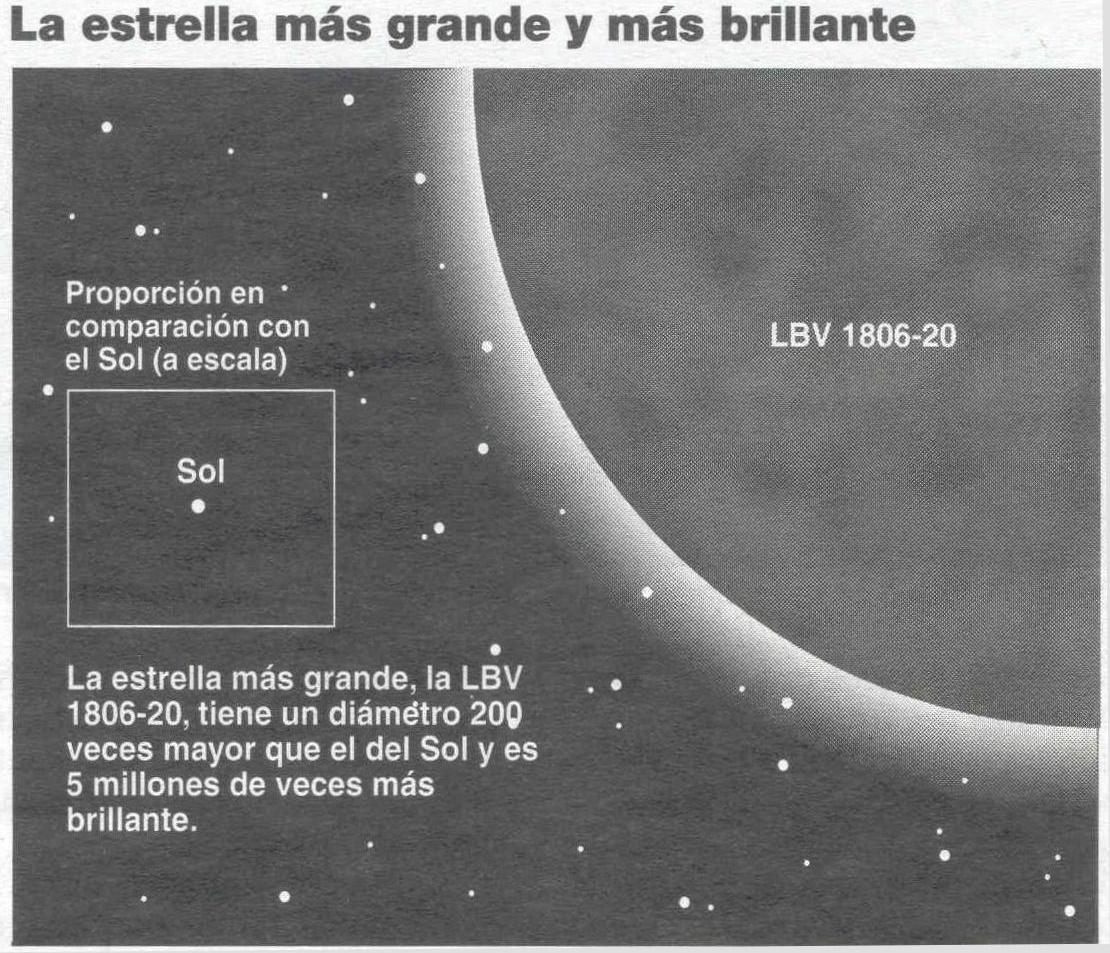 La estrella más grande y más brillante
Proporción en
comparación con
el Sol (a escala)
LBV 1806-20
Sol
La estrella más grande, la LBV
1806-20, tiene un diámetro 200
veces mayor que el del Sol y es
5 millones de veces más
brillante.